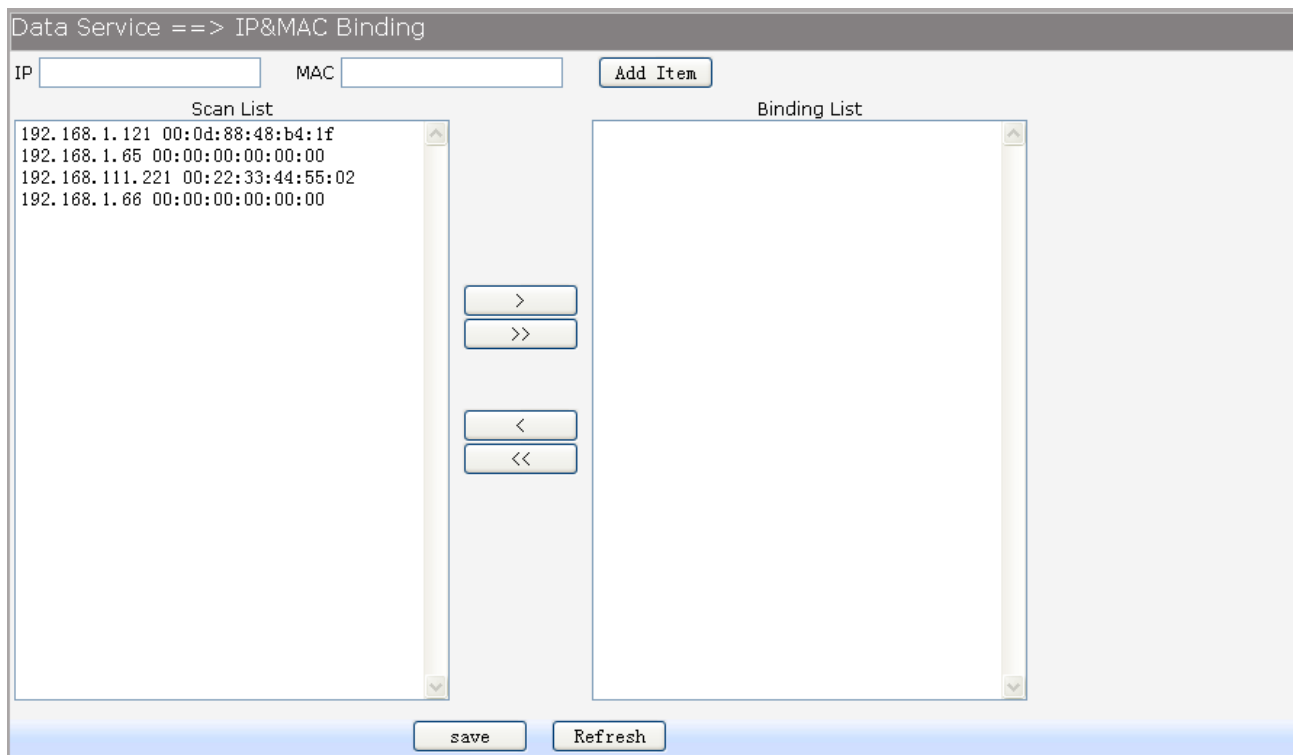 Data Service ==> IP&MAC Binding
IP MAC Add Item
Scan List Binding List
192.168.1.121 00:0d:88:48:b4:1f
192.168.1.65 00:00:00:00:00:00
192.168.111.221 00:22:33:44:55:02
192.168.1.66 00:00:00:00:00:00
>
>>
<
<<
save Refresh